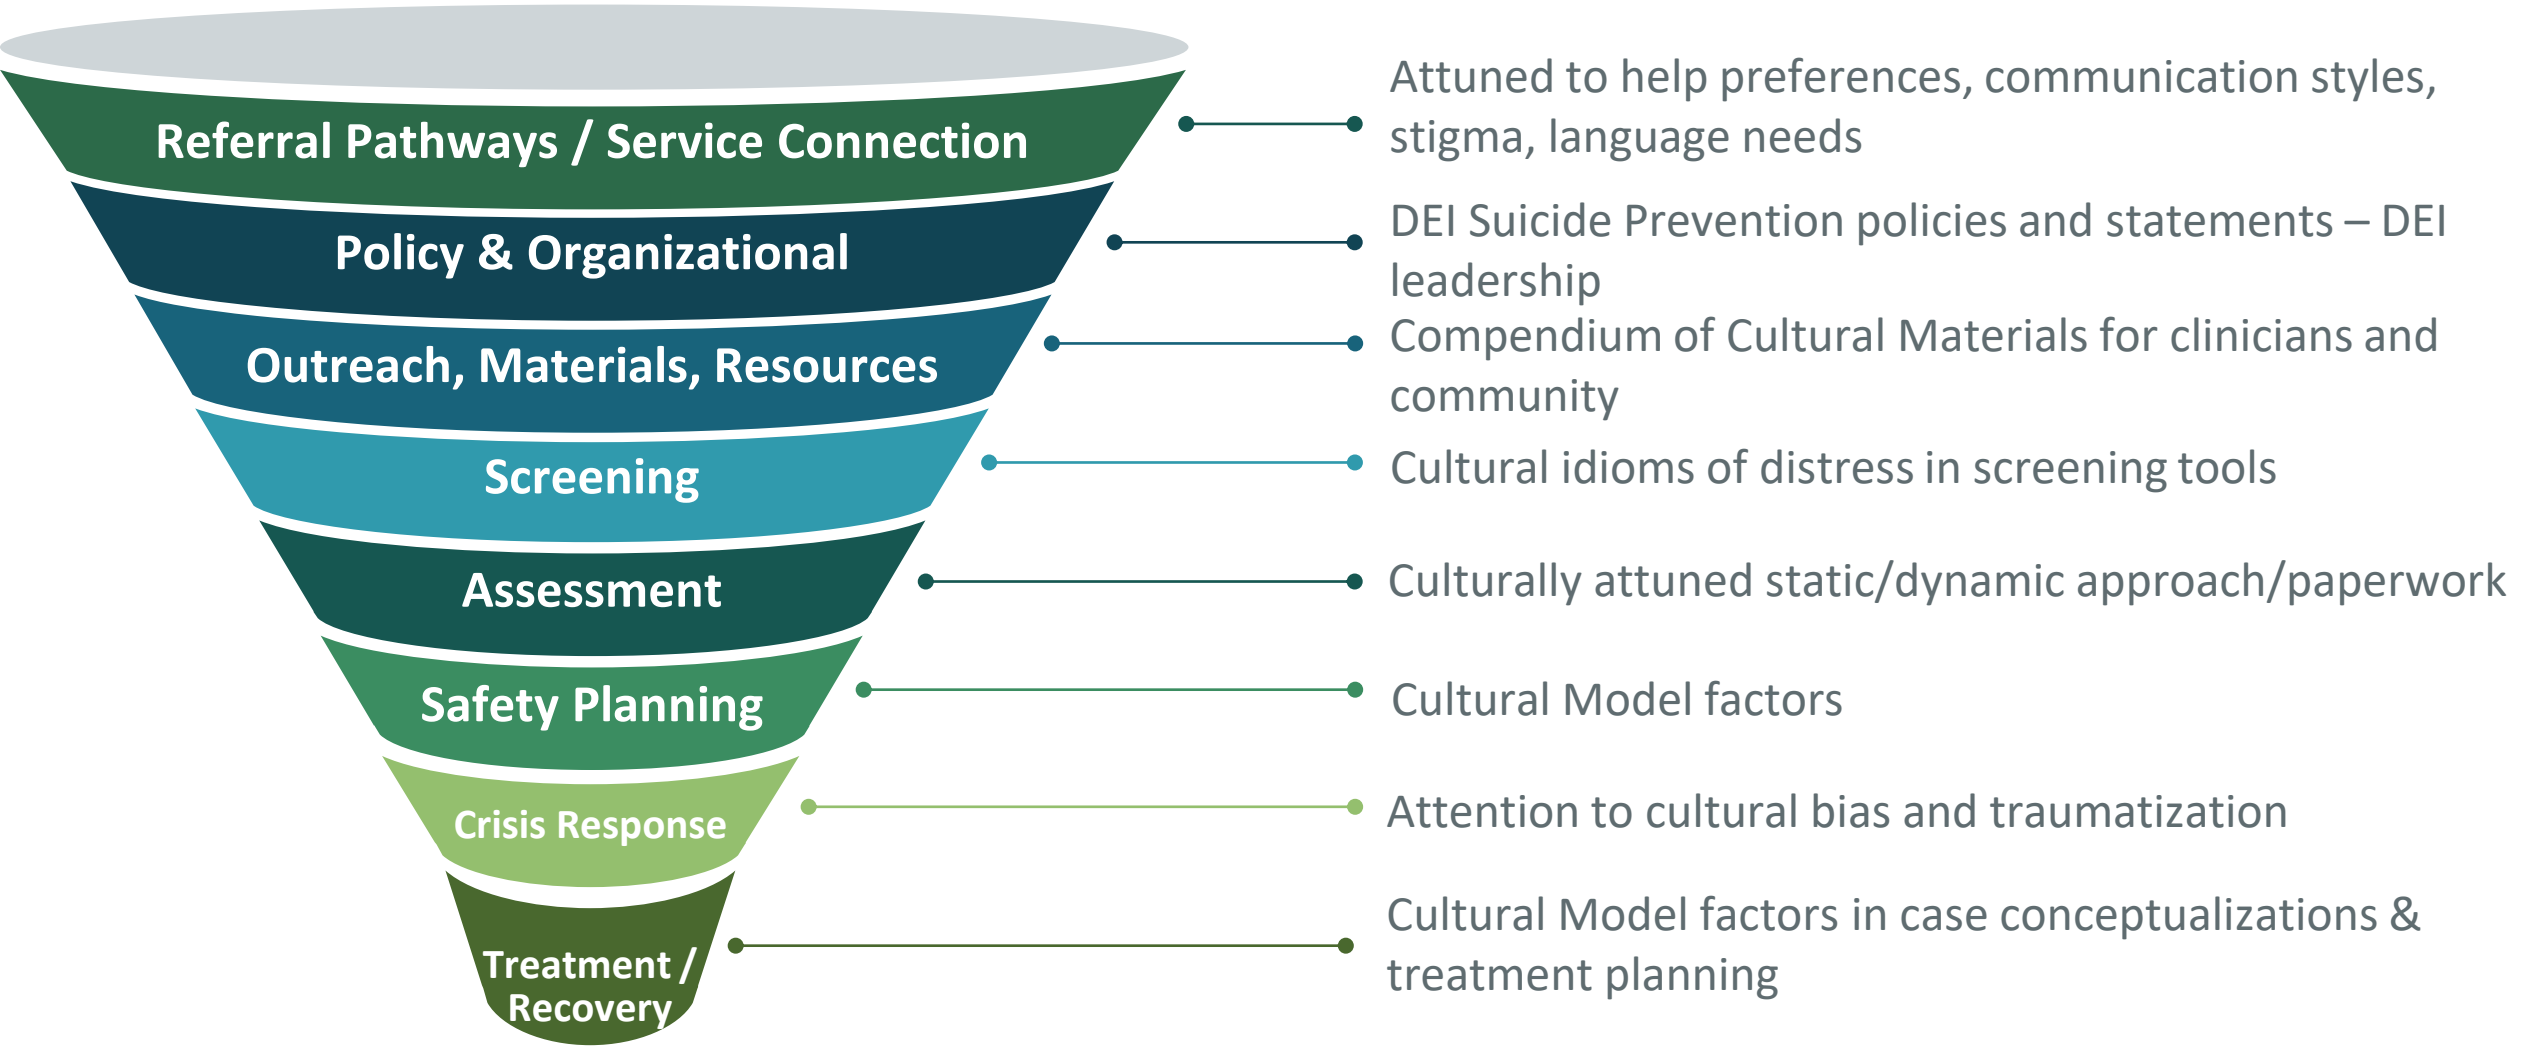 Referral Pathways / Service Connection
Attuned to help preferences, communication styles,
stigma, language needs
Policy & Organizational
DEI Suicide Prevention policies and statements – DEI
leadership
Outreach, Materials, Resources
Compendium of Cultural Materials for clinicians and
community
Screening
Cultural idioms of distress in screening tools
Assessment
Culturally attuned static/dynamic approach/paperwork
Safety Planning
Cultural Model factors
Crisis Response
Attention to cultural bias and traumatization
Treatment /
Recovery
Cultural Model factors in case conceptualizations &
treatment planning